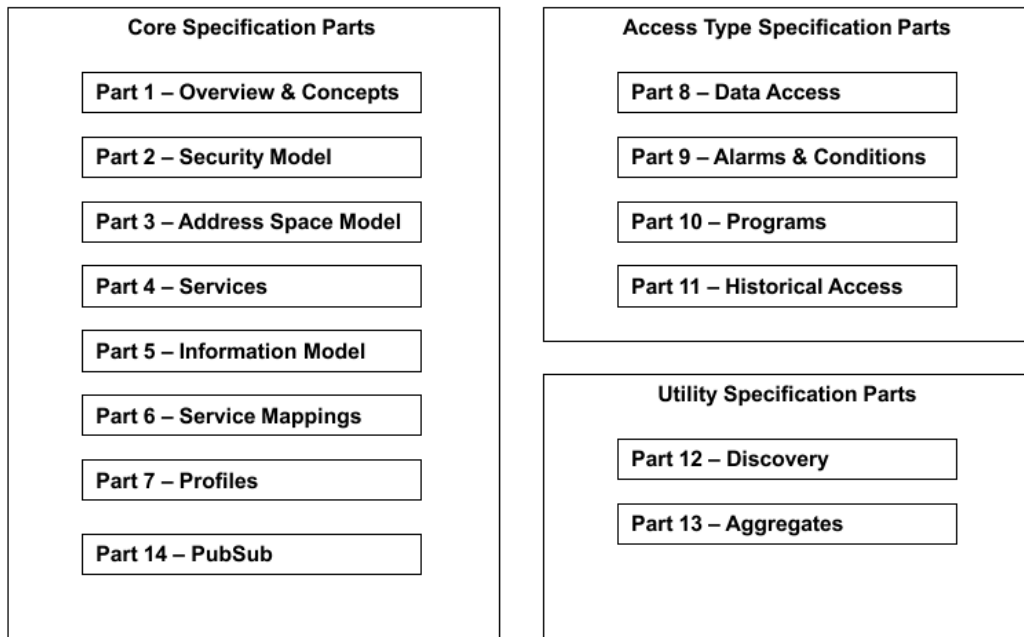 Core Specification Parts
Part 1 – Overview & Concepts
Part 2 – Security Model
Part 3 – Address Space Model
Part 4 – Services
Part 5 – Information Model
Part 6 – Service Mappings
Part 7 – Profiles
Part 14 – PubSub
Access Type Specification Parts
Part 8 – Data Access
Part 9 – Alarms & Conditions
Part 10 – Programs
Part 11 – Historical Access
Utility Specification Parts
Part 12 – Discovery
Part 13 – Aggregates